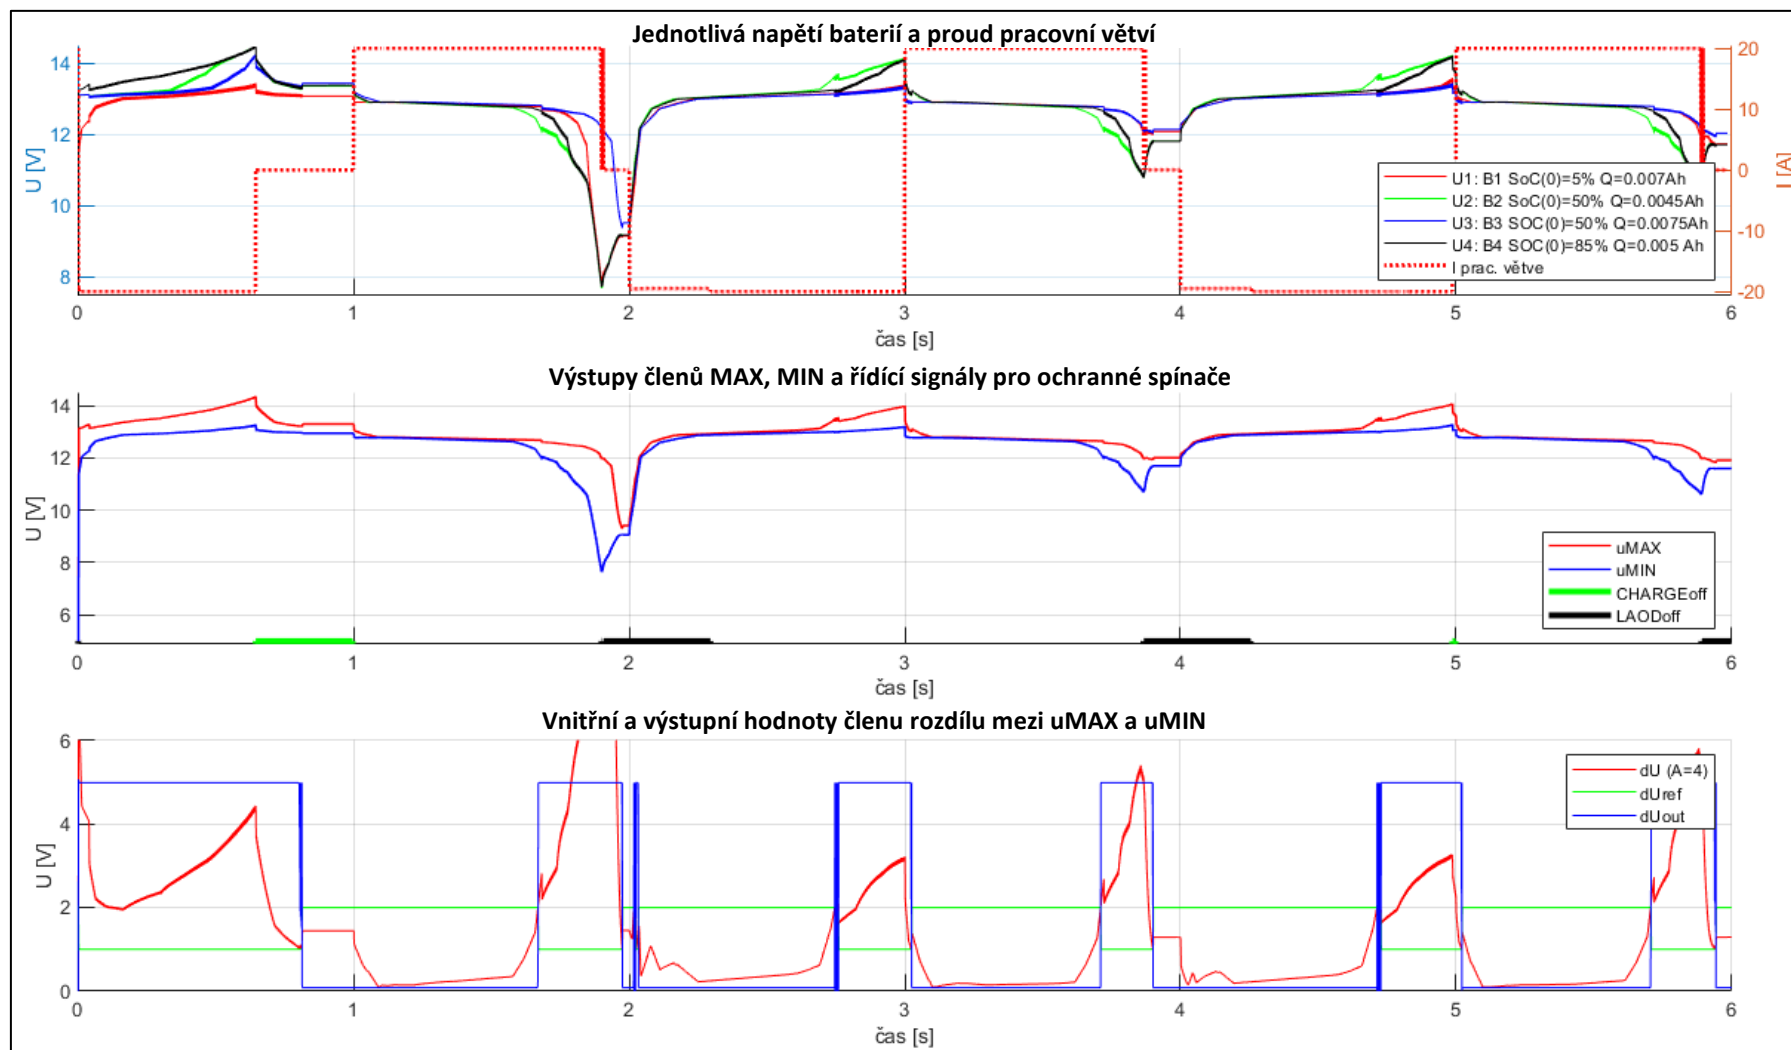 Jednotlivá napětí baterií a proud pracovní větví
14
12
10
8
U [V]
20
10
0
-10
-20
I [A]
U1: B1 SoC(0)=5% Q=0.007Ah
U2: B2 SoC(0)=50% Q=0.0045Ah
U3: B3 SOC(0)=50% Q=0.0075Ah
U4: B4 SOC(0)=85% Q=0.005 Ah
I prac. větve
0 1 2 3 4 5 6
čas [s]
Výstupy členů MAX, MIN a řídící signály pro ochranné spínače
14
12
10
8
6
U [V]
uMAX
uMIN
CHARGEoff
LAODoff
0 1 2 3 4 5 6
čas [s]
Vnitřní a výstupní hodnoty členu rozdílu mezi uMAX a uMIN
6
4
2
0
U [V]
dU (A=4)
dUref
dUout
0 1 2 3 4 5 6
čas [s]